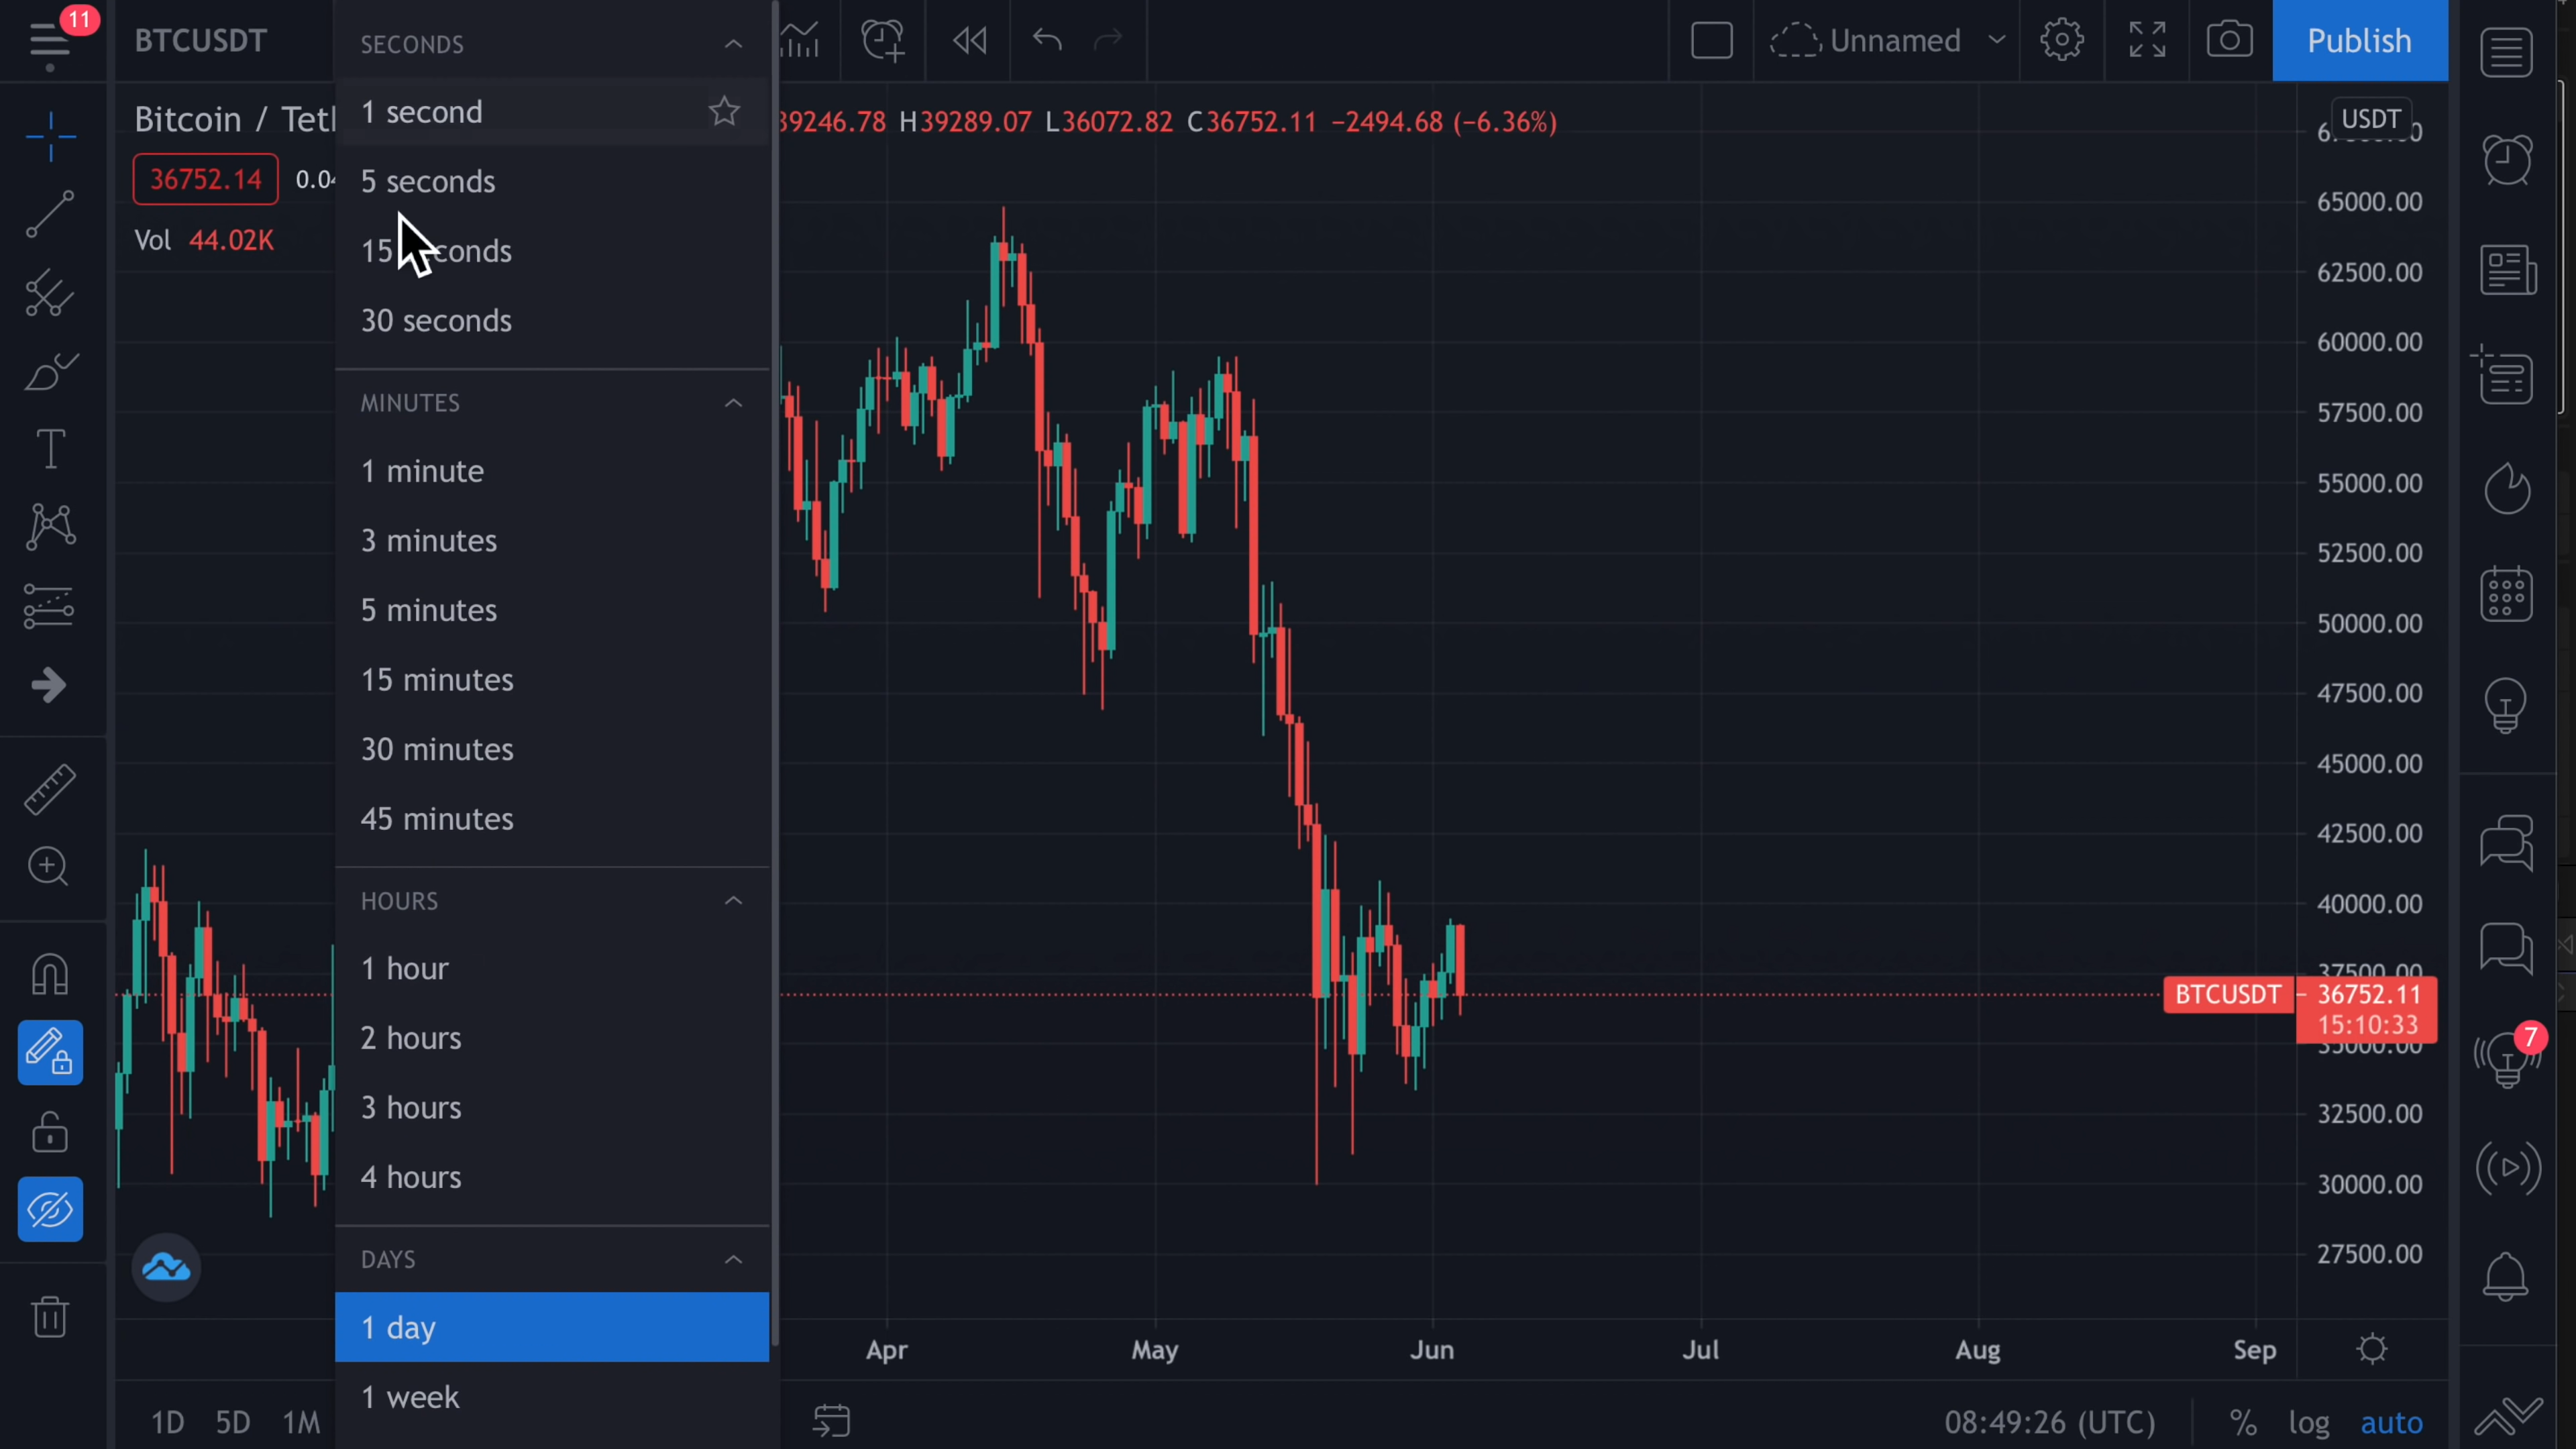 11
BTCUSDT
SECONDS
Unnamed
Publish
1 second
Bitcoin /
39246.78 H39289.07 L36072.82 C36752.11 −2494.68 (−6.36%)
USDT
36752.14
5 seconds
Vol 44.02K
15
30 seconds
MINUTES
1 minute
3 minutes
5 minutes
15 minutes
30 minutes
45 minutes
HOURS
1 hour
2 hours
3 hours
4 hours
DAYS
1 day
1 week
65000.00
62500.00
60000.00
57500.00
55000.00
52500.00
50000.00
47500.00
45000.00
42500.00
40000.00
37500.00
BTCUSDT 36752.11
15:10:33
35000.00
32500.00
30000.00
27500.00
7
Apr May Jun Jul Aug Sep
1D 5D 1M
08:49:26 (UTC) % log auto